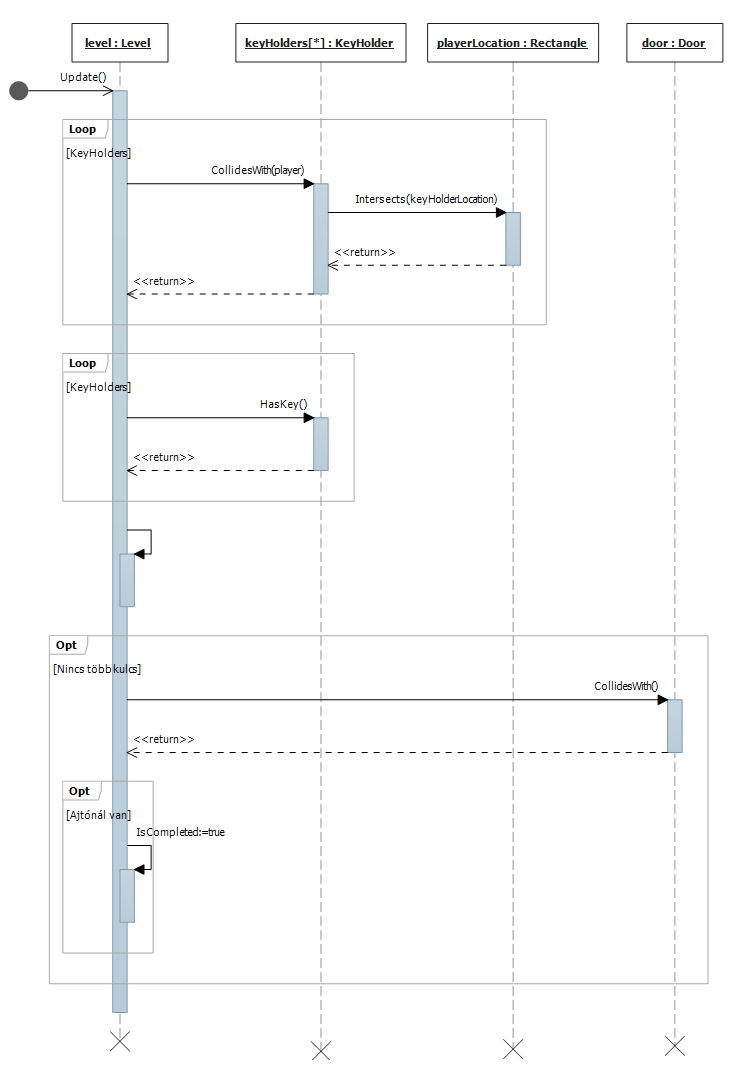 level : Level
keyHolders[*] : KeyHolder
playerLocation : Rectangle
door : Door
Update()
Loop
[KeyHolders]
CollidesWith(player)
Intersects(keyHolderLocation)
<<return>>
<<return>>
Loop
[KeyHolders]
HasKey()
<<return>>
Opt
[Nincs több kulcs]
CollidesWith()
<<return>>
Opt
[Ajtónál van]
IsCompleted:=true